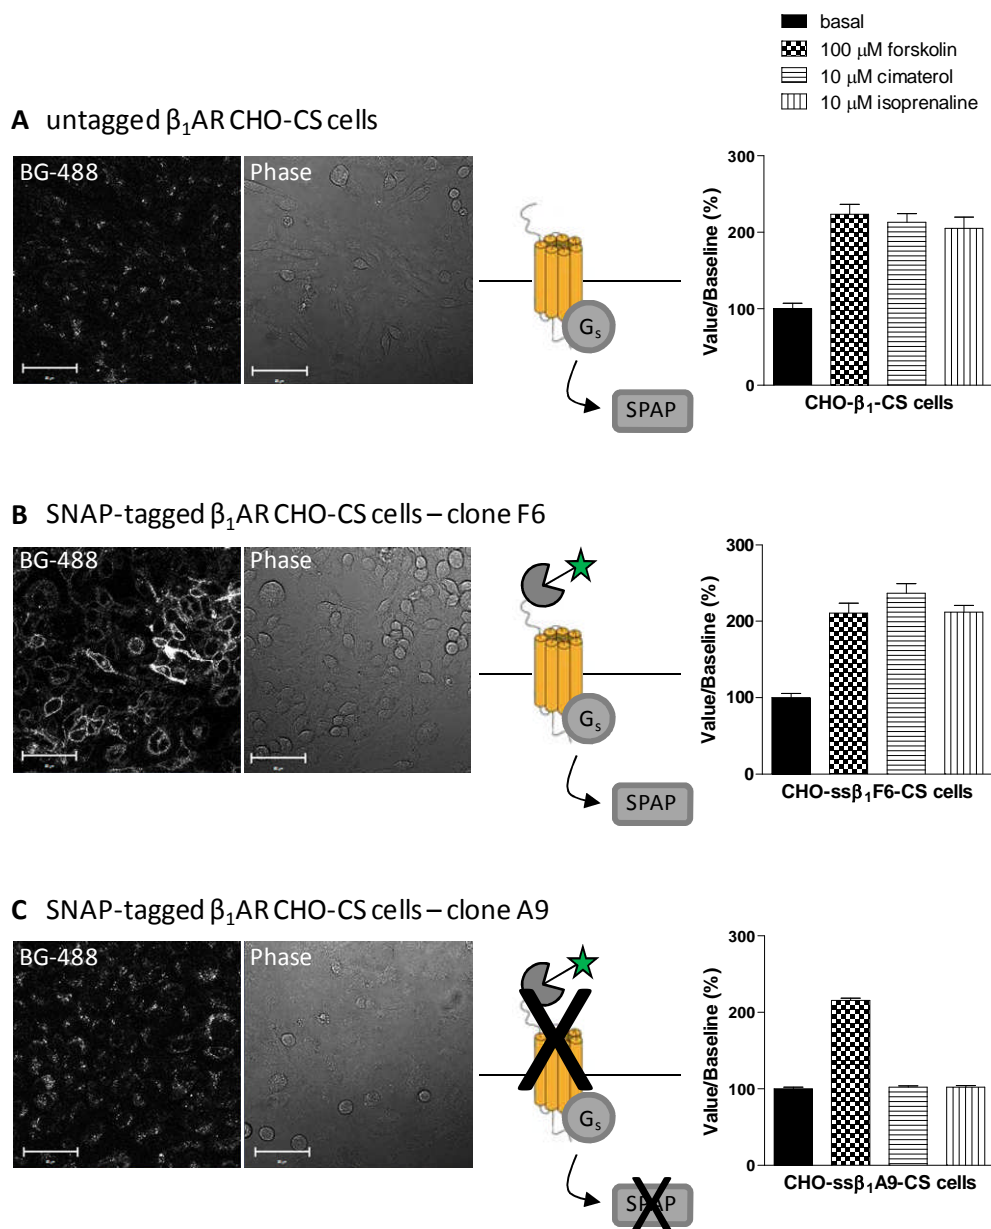 basal
100 μM forskolin
10 μM cimaterol
10 μM isoprenaline
A untagged β₁AR CHO-CS cells
BG-488
Phase
Gₛ
SPAP
Value/Baseline (%)
300
200
100
0
CHO-β₁-CS cells
B SNAP-tagged β₁AR CHO-CS cells – clone F6
BG-488
Phase
Gₛ
SPAP
Value/Baseline (%)
300
200
100
0
CHO-ssβ₁F6-CS cells
C SNAP-tagged β₁AR CHO-CS cells – clone A9
BG-488
Phase
Gₛ
SPAP
Value/Baseline (%)
300
200
100
0
CHO-ssβ₁A9-CS cells